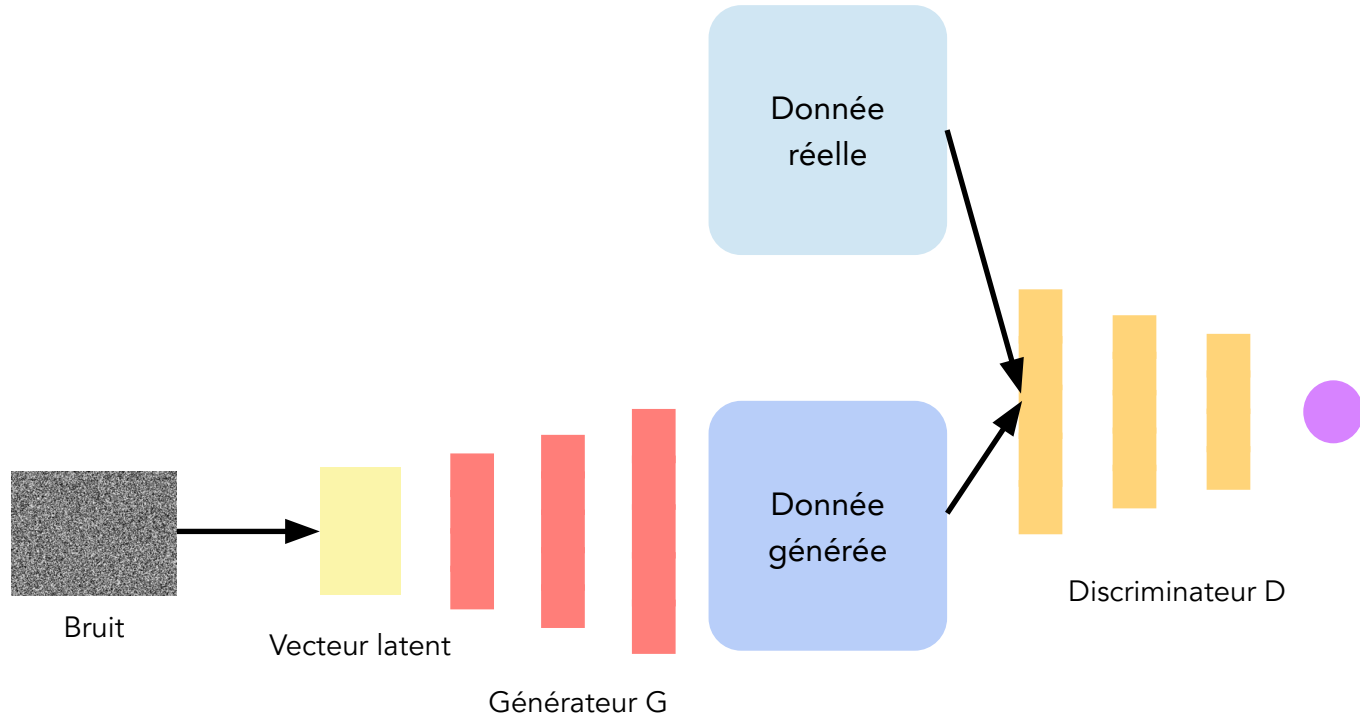 Donnée
réelle
Donnée
générée
Bruit
Vecteur latent
Générateur G
Discriminateur D